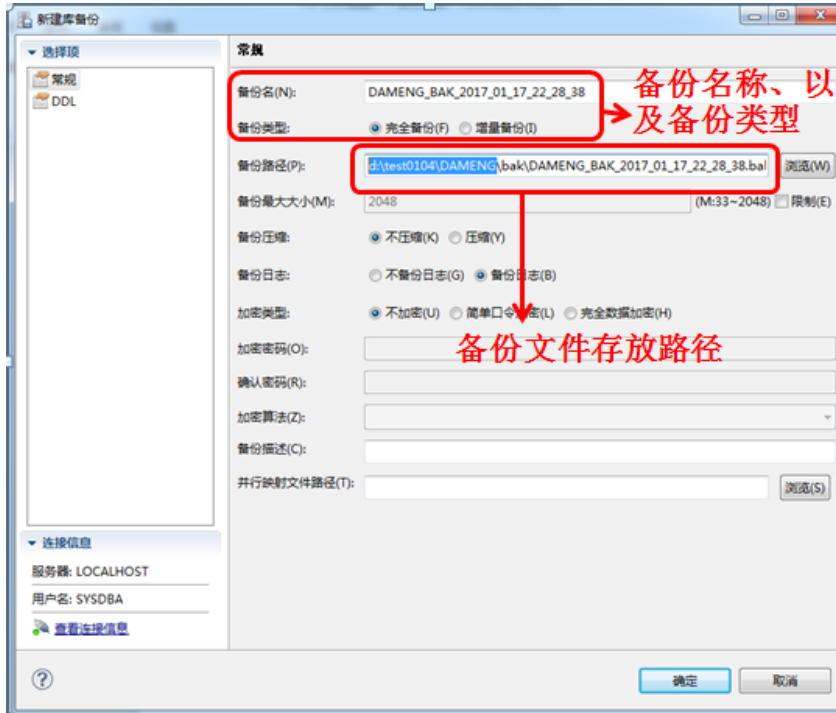 新建库备份
选择项
常规
DDL
常规
备份名(N): DAMENG_BAK_2017_01_17_22_28_38
备份名称、以
及备份类型
备份类型: 完全备份(F) 增量备份(I)
备份路径(P): d:\test0104\DAMENG\bak\DAMENG_BAK_2017_01_17_22_28_38.bak 浏览(W)
备份最大大小(M): 2048 (M:33~2048) 限制(E)
备份压缩: 不压缩(K) 压缩(Y)
备份日志: 不备份日志(G) 备份日志(B)
加密类型: 不加密(U) 简单口令加密(L) 完全数据加密(H)
备份文件存放路径
加密密码(O):
确认密码(R):
加密算法(Z):
备份描述(C):
并行映射文件路径(T): 浏览(S)
连接信息
服务器: LOCALHOST
用户名: SYSDBA
查看连接信息
确定 取消